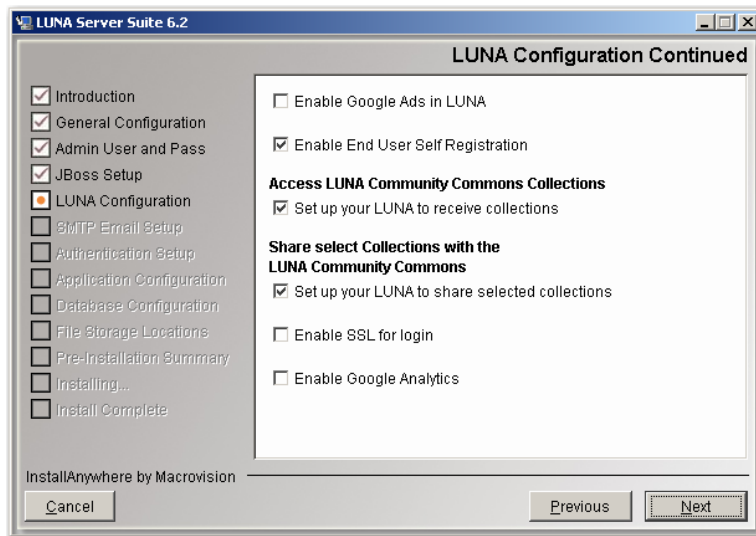 LUNA Server Suite 6.2
LUNA Configuration Continued
Introduction
General Configuration
Admin User and Pass
JBoss Setup
LUNA Configuration
SMTP Email Setup
Authentication Setup
Application Configuration
Database Configuration
File Storage Locations
Pre-Installation Summary
Installing...
Install Complete
Enable Google Ads in LUNA
Enable End User Self Registration
Access LUNA Community Commons Collections
Set up your LUNA to receive collections
Share select Collections with the
LUNA Community Commons
Set up your LUNA to share selected collections
Enable SSL for login
Enable Google Analytics
InstallAnywhere by Macrovision
Cancel
Previous
Next